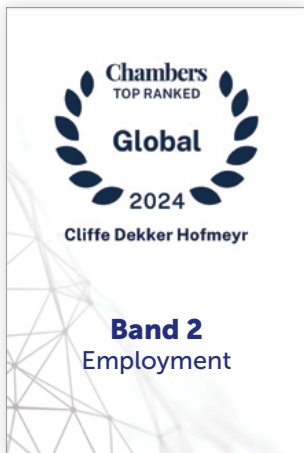 Chambers
TOP RANKED
Global
2024
Cliffe Dekker Hofmeyr
Band 2
Employment